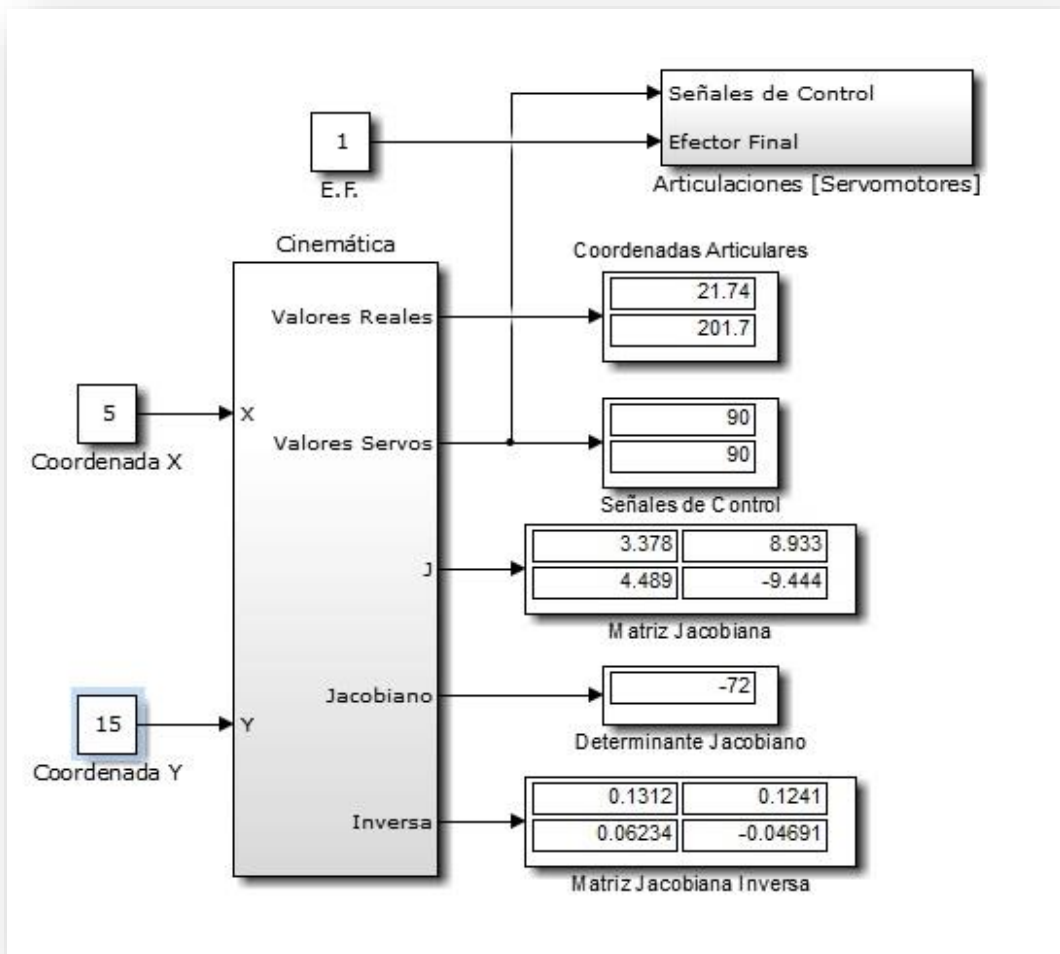 Señales de Control
1
Efector Final
E.F.
Articulaciones [Servomotores]
Cinemática
Coordenadas Articulares
Valores Reales
21.74
201.7
5
X
Coordenada X
Valores Servos
90
90
Señales de Control
J
3.378 8.933
4.489 -9.444
Matriz Jacobiana
Jacobiano
-72
Determinante Jacobiano
15
Y
Coordenada Y
Inversa
0.1312 0.1241
0.06234 -0.04691
Matriz Jacobiana Inversa